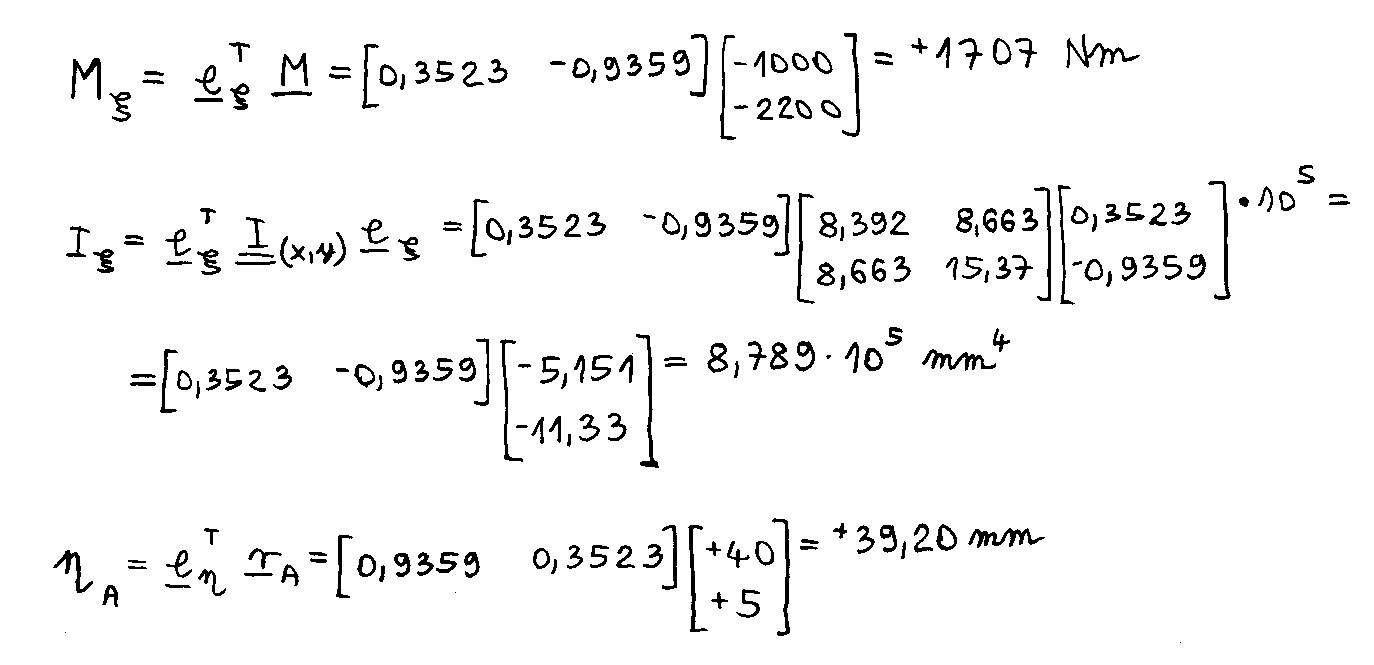 M_ξ = e_ξ^T M = [0,3523 -0,9359] [-1000; -2200] = +1707 Nm
I_ξ = e_ξ^T I_(x,y) e_ξ = [0,3523 -0,9359] [8,392 8,663; 8,663 15,37] [0,3523; -0,9359] · 10^5 =
= [0,3523 -0,9359] [-5,151; -11,33] = 8,789 · 10^5 mm^4
η_A = e_η^T r_A = [0,9359 0,3523] [+40; +5] = +39,20 mm